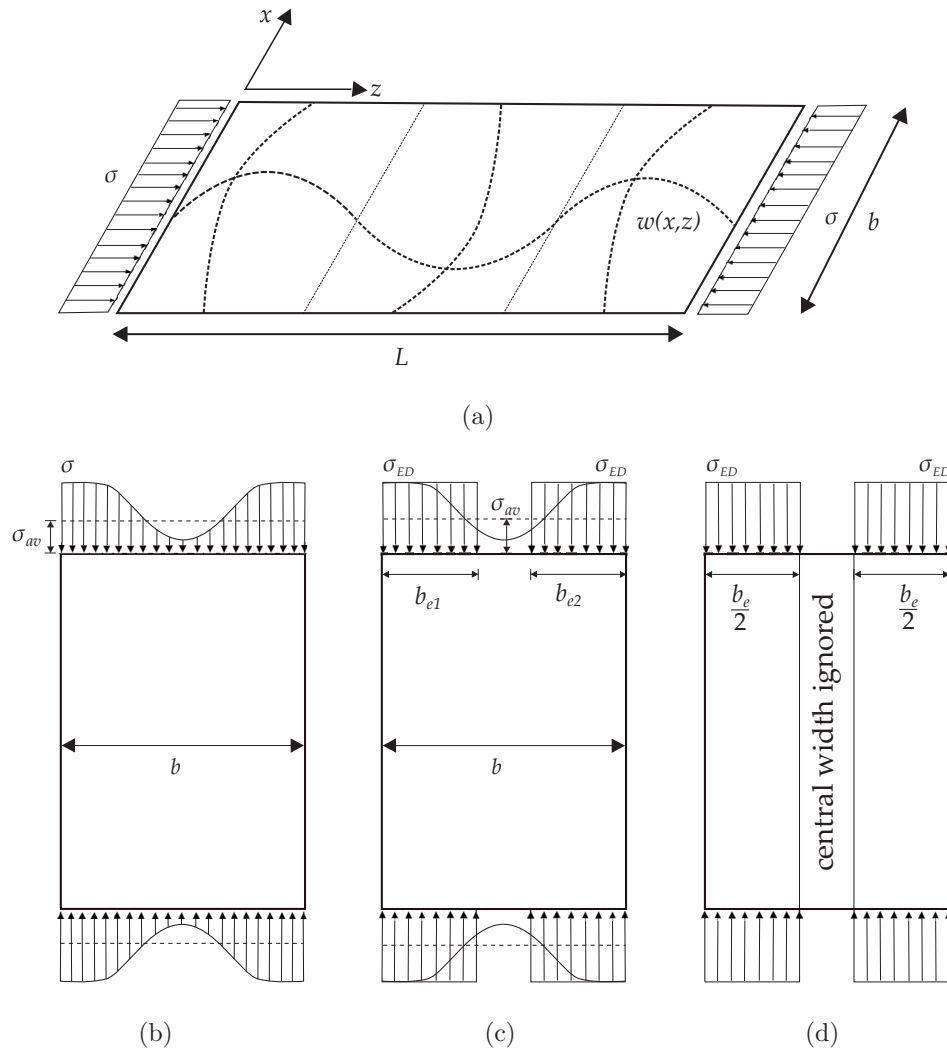 x
z
σ
w(x,z)
σ
b
L
(a)
σ
σ_av
b
(b)
σ_ED
σ_ED
σ_av
b_e1
b_e2
b
(c)
σ_ED
σ_ED
b_e/2
b_e/2
central width ignored
(d)